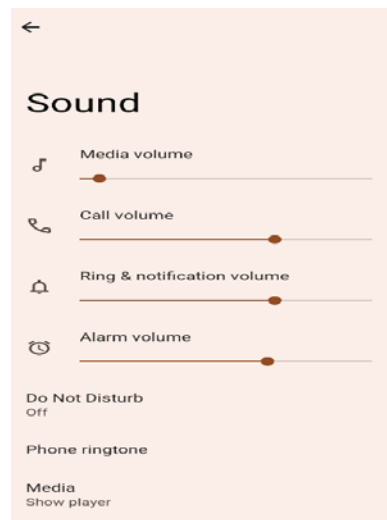 Sound
Media volume
Call volume
Ring & notification volume
Alarm volume
Do Not Disturb
Off
Phone ringtone
Media
Show player